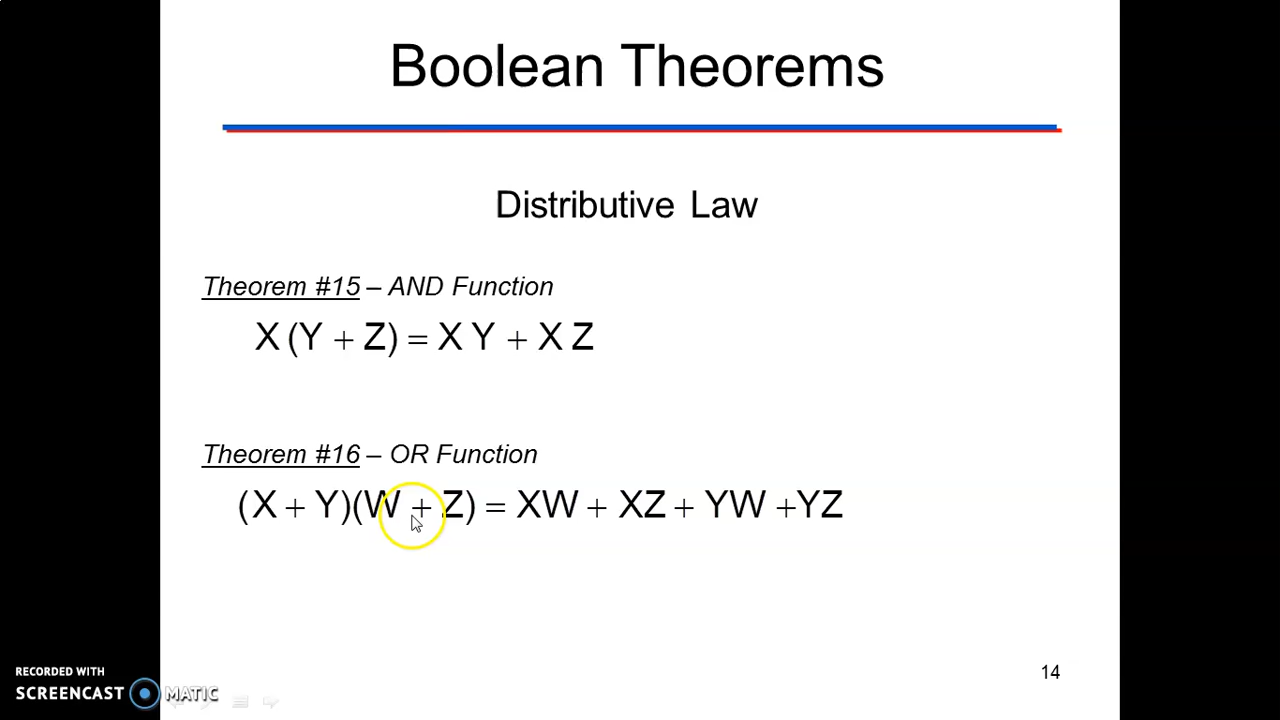 Boolean Theorems
Distributive Law
Theorem #15 – AND Function
X (Y + Z) = X Y + X Z
Theorem #16 – OR Function
(X + Y)(W + Z) = XW + XZ + YW +YZ
14
RECORDED WITH
SCREENCAST MATIC